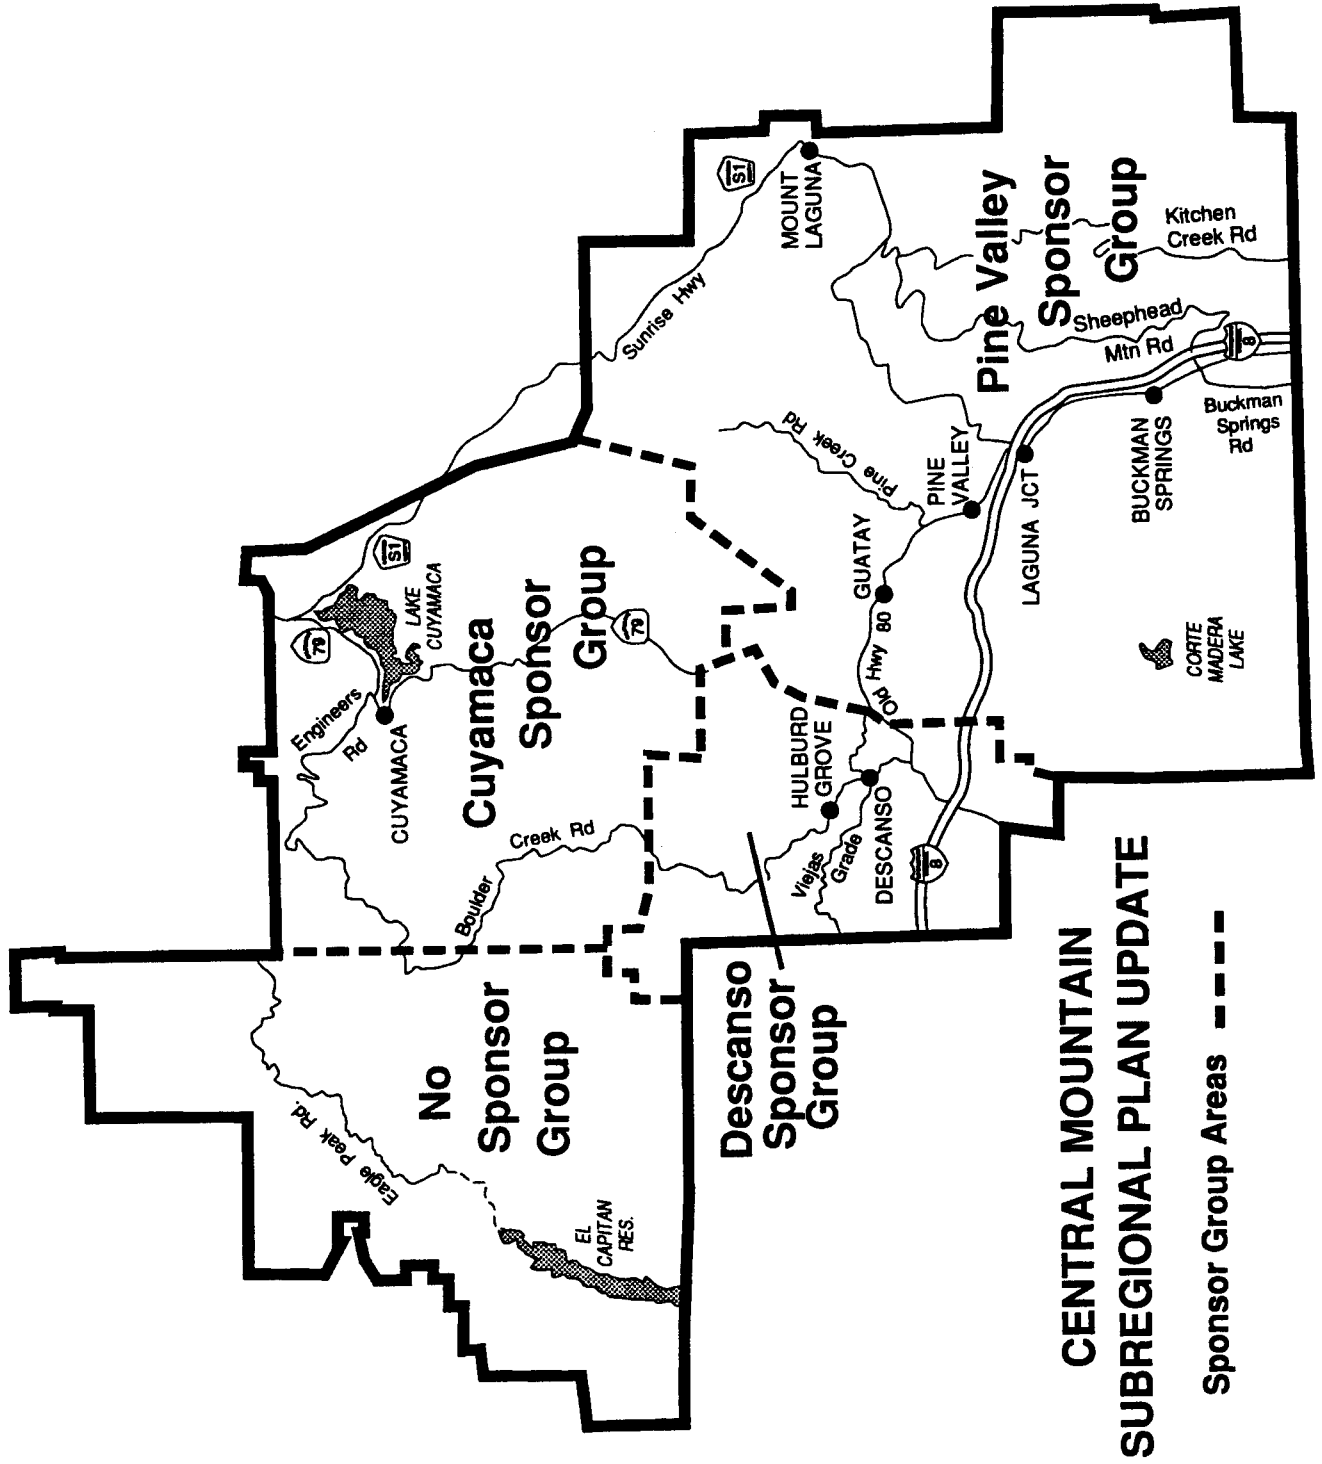 No
Sponsor
Group
Eagle Peak Rd.
EL
CAPITAN
RES.
Engineers
Rd
79
S1
LAKE
CUYAMACA
CUYAMACA
Cuyamaca
Sponsor
Group
79
Boulder
Creek Rd
Sunrise Hwy
S1
MOUNT
LAGUNA
Descanso
Sponsor
Group
HULBURD
GROVE
Viejas
Grade
DESCANSO
8
Old Hwy 80
GUATAY
Pine Creek Rd
PINE
VALLEY
LAGUNA JCT
Pine Valley
Sponsor
Group
Kitchen
Creek Rd
Sheephead
Mtn Rd
8
BUCKMAN
SPRINGS
Buckman
Springs
Rd
CORTE
MADERA
LAKE
CENTRAL MOUNTAIN
SUBREGIONAL PLAN UPDATE
Sponsor Group Areas